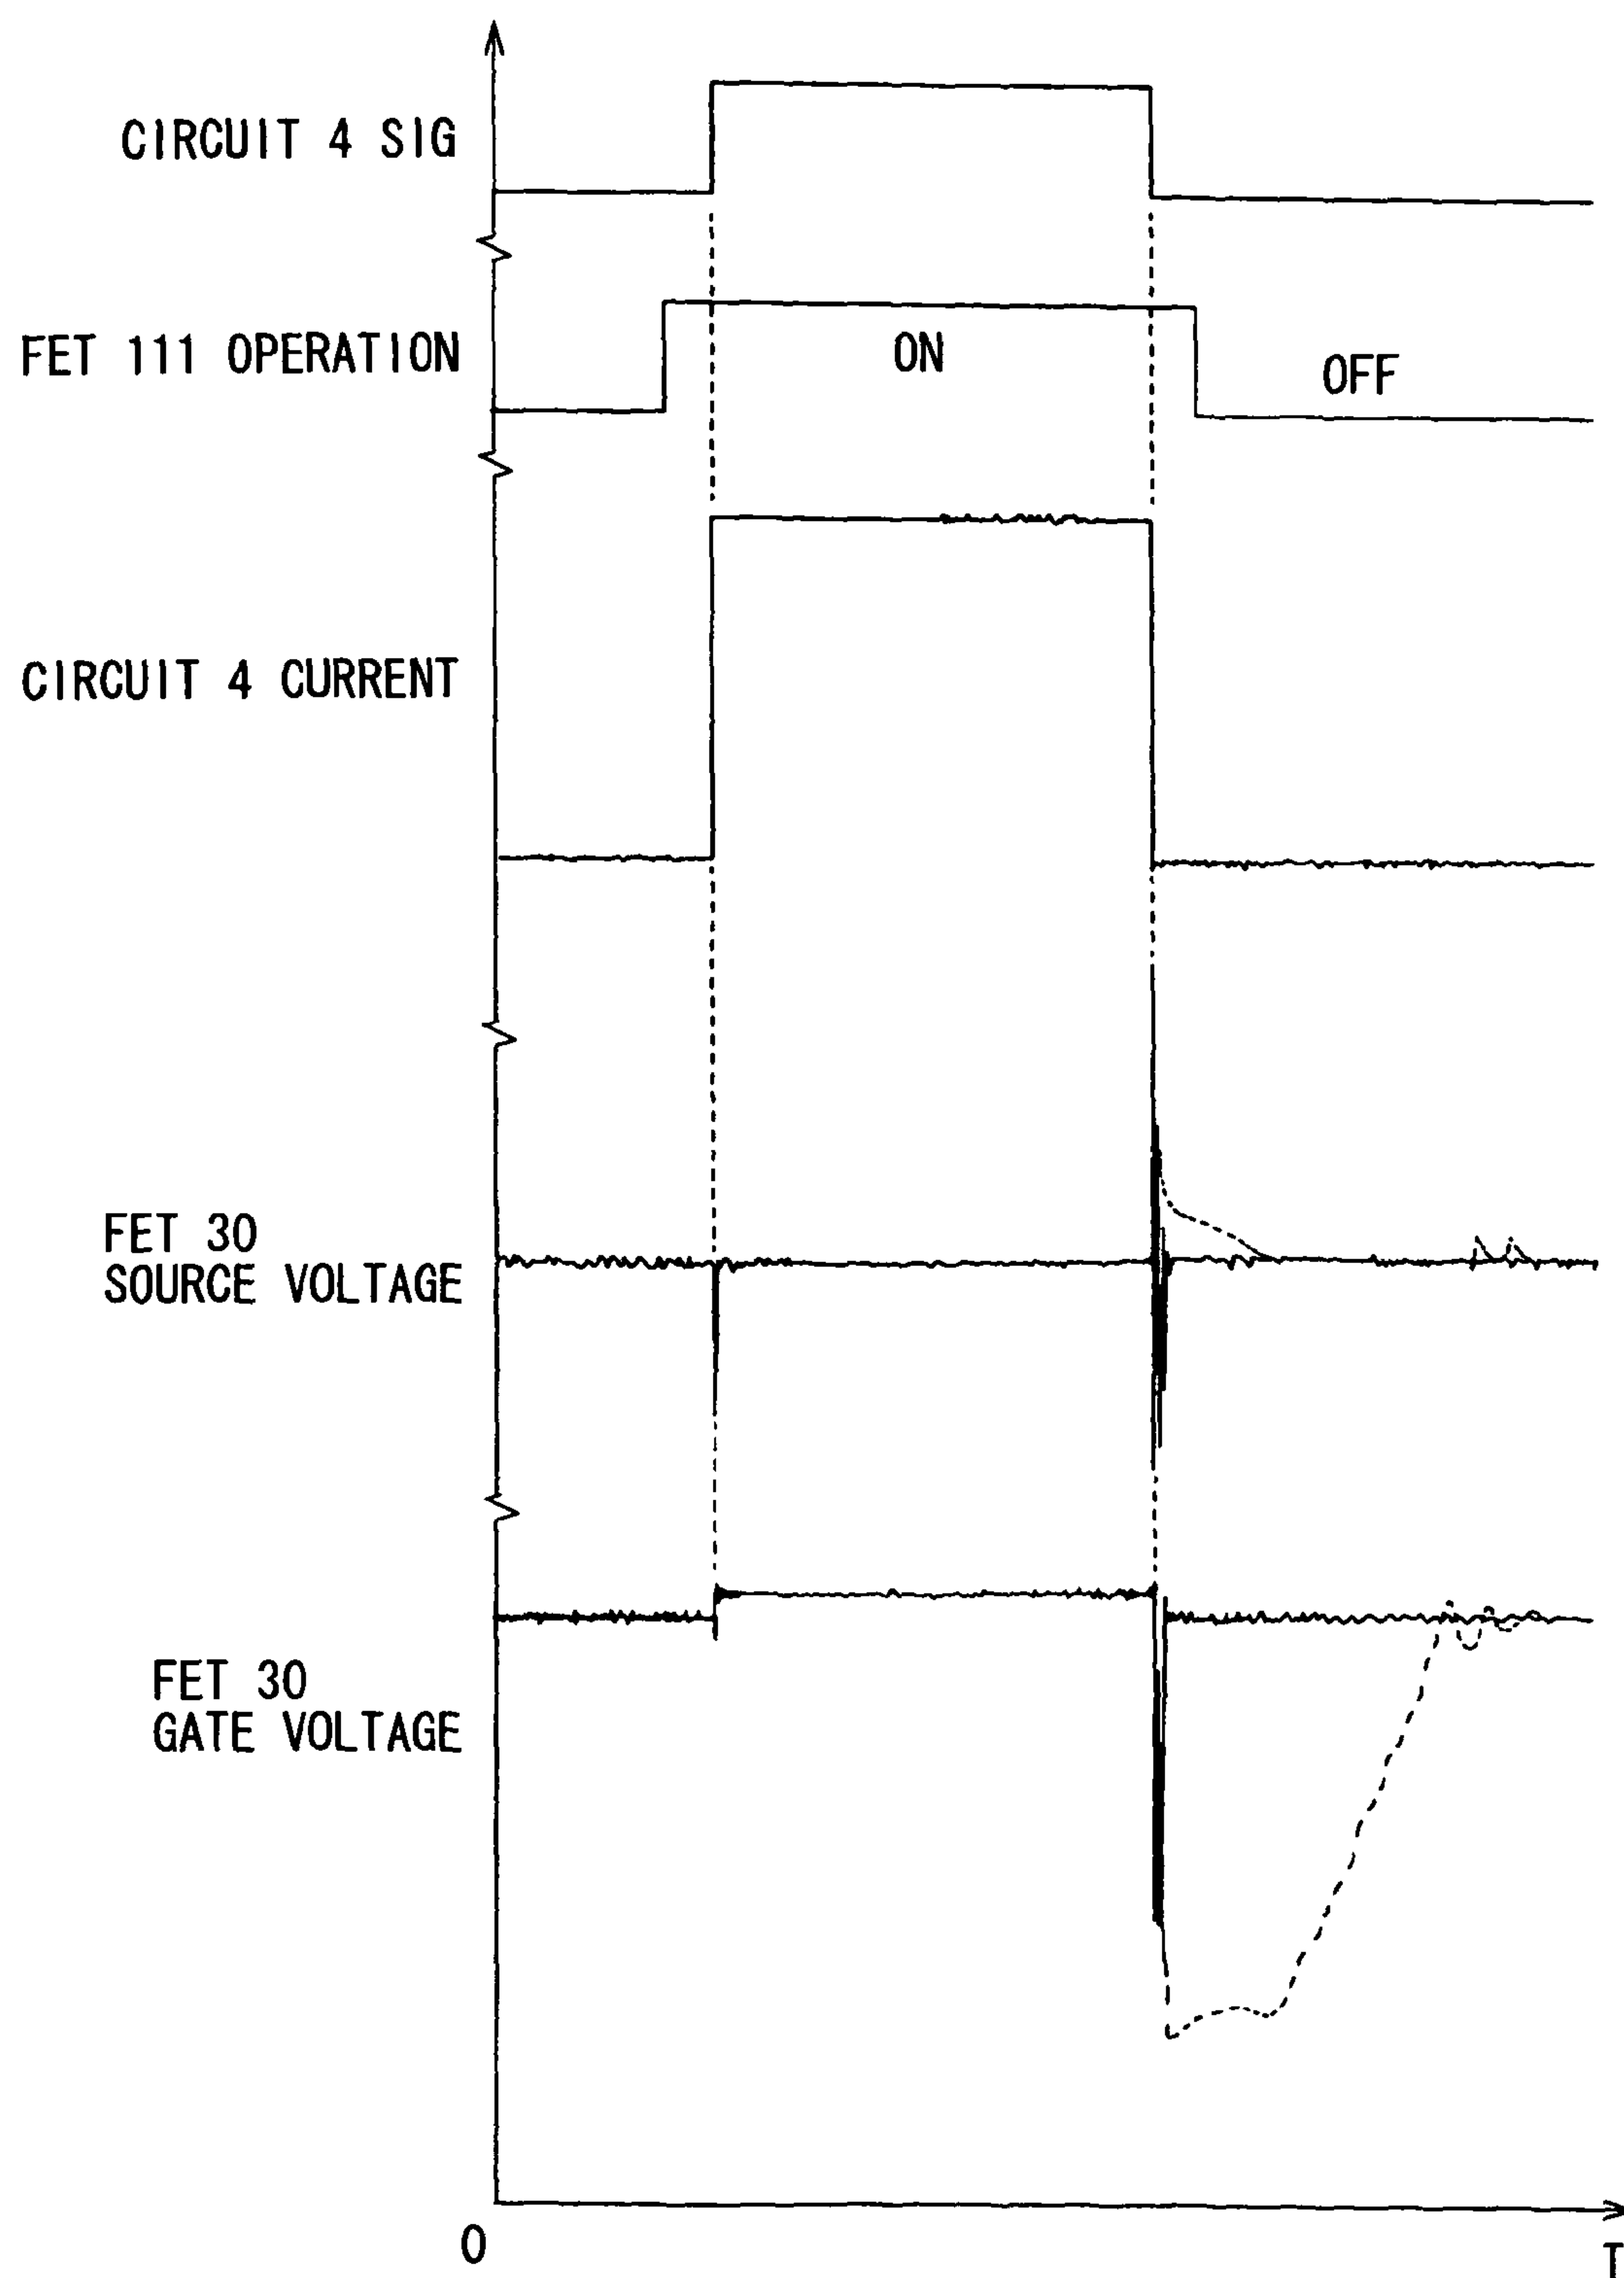 CIRCUIT 4 SIG
FET 111 OPERATION
ON
OFF
CIRCUIT 4 CURRENT
FET 30
SOURCE VOLTAGE
FET 30
GATE VOLTAGE
0
T